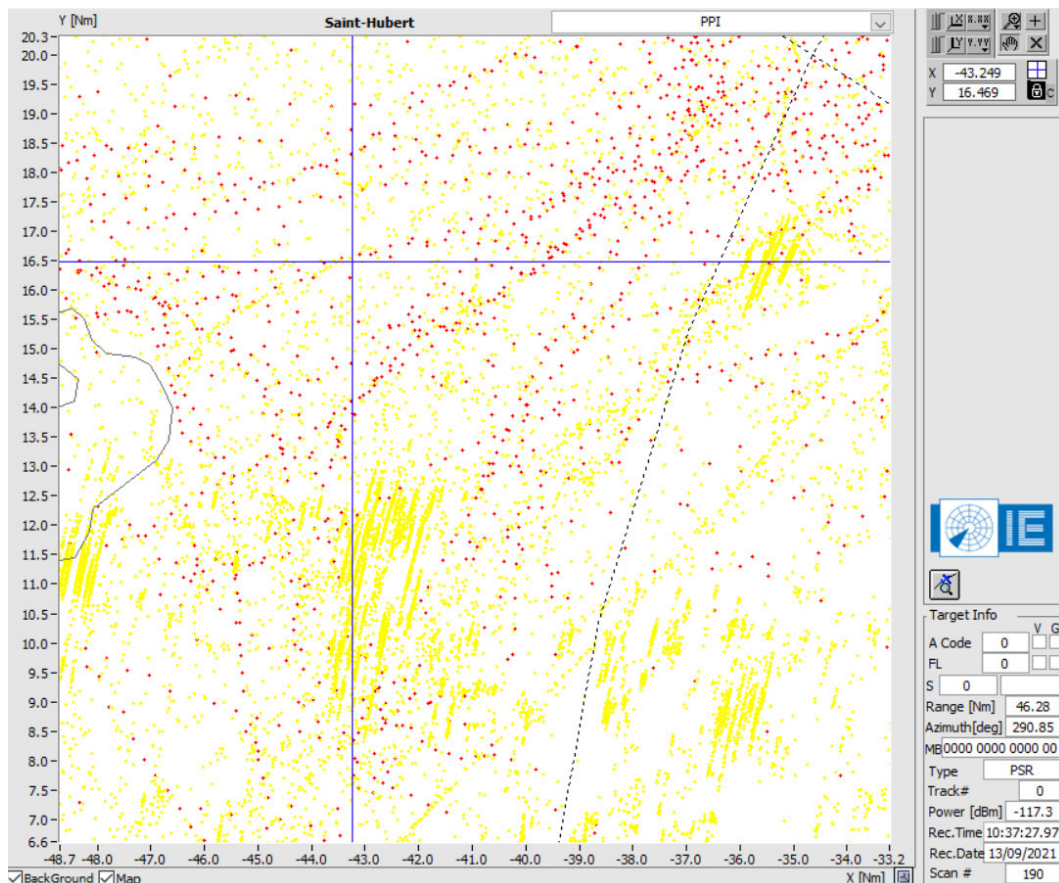 Y [Nm] Saint-Hubert PPI
20.3
20.0
19.5
19.0
18.5
18.0
17.5
17.0
16.5
16.0
15.5
15.0
14.5
14.0
13.5
13.0
12.5
12.0
11.5
11.0
10.5
10.0
9.5
9.0
8.5
8.0
7.5
7.0
6.6
-48.7 -48.0 -47.0 -46.0 -45.0 -44.0 -43.0 -42.0 -41.0 -40.0 -39.0 -38.0 -37.0 -36.0 -35.0 -34.0 -33.2
BackGround Map X [Nm]
X X.XX
Y Y.YY
X -43.249
Y 16.469 C
IE
Target Info
V G
A Code 0
FL 0
S 0
Range [Nm] 46.28
Azimuth[deg] 290.85
MB 0000 0000 0000 00
Type PSR
Track# 0
Power [dBm] -117.3
Rec.Time 10:37:27.97
Rec.Date 13/09/2021
Scan # 190